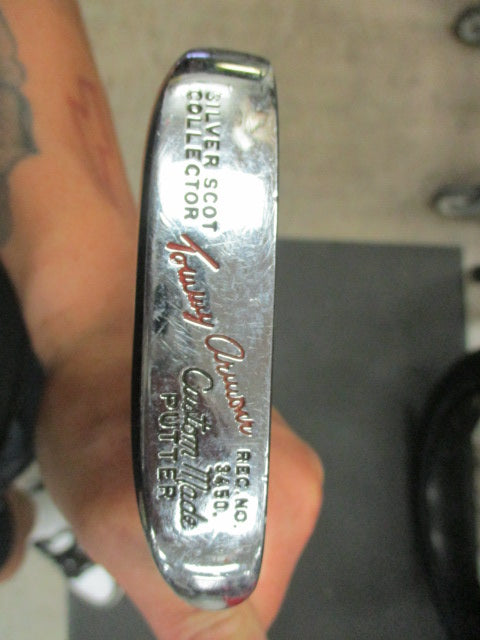 SILVER SCOT
COLLECTOR
Tommy Armour
REG. NO.
3450.
Custom Made
PUTTER